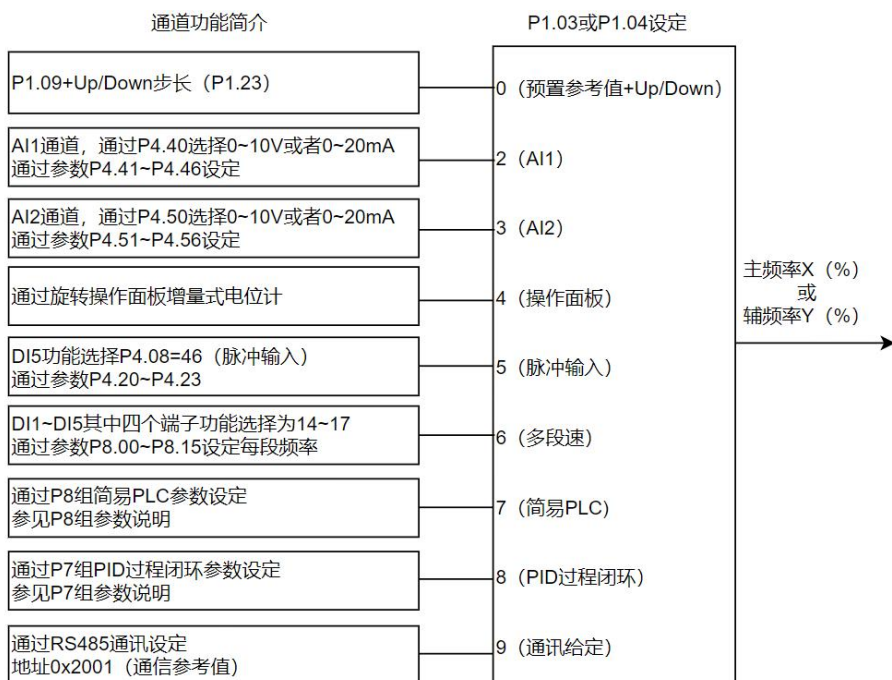 通道功能简介
P1.03或P1.04设定
P1.09+Up/Down步长（P1.23）
0（预置参考值+Up/Down）
AI1通道，通过P4.40选择0~10V或者0~20mA
通过参数P4.41~P4.46设定
2（AI1）
AI2通道，通过P4.50选择0~10V或者0~20mA
通过参数P4.51~P4.56设定
3（AI2）
通过旋转操作面板增量式电位计
4（操作面板）
DI5功能选择P4.08=46（脉冲输入）
通过参数P4.20~P4.23
5（脉冲输入）
DI1~DI5其中四个端子功能选择为14~17
通过参数P8.00~P8.15设定每段频率
6（多段速）
通过P8组简易PLC参数设定
参见P8组参数说明
7（简易PLC)
通过P7组PID过程闭环参数设定
参见P7组参数说明
8（PID过程闭环）
通过RS485通讯设定
地址0x2001（通信参考值）
9（通讯给定）
主频率X（%）
或
辅频率Y（%）